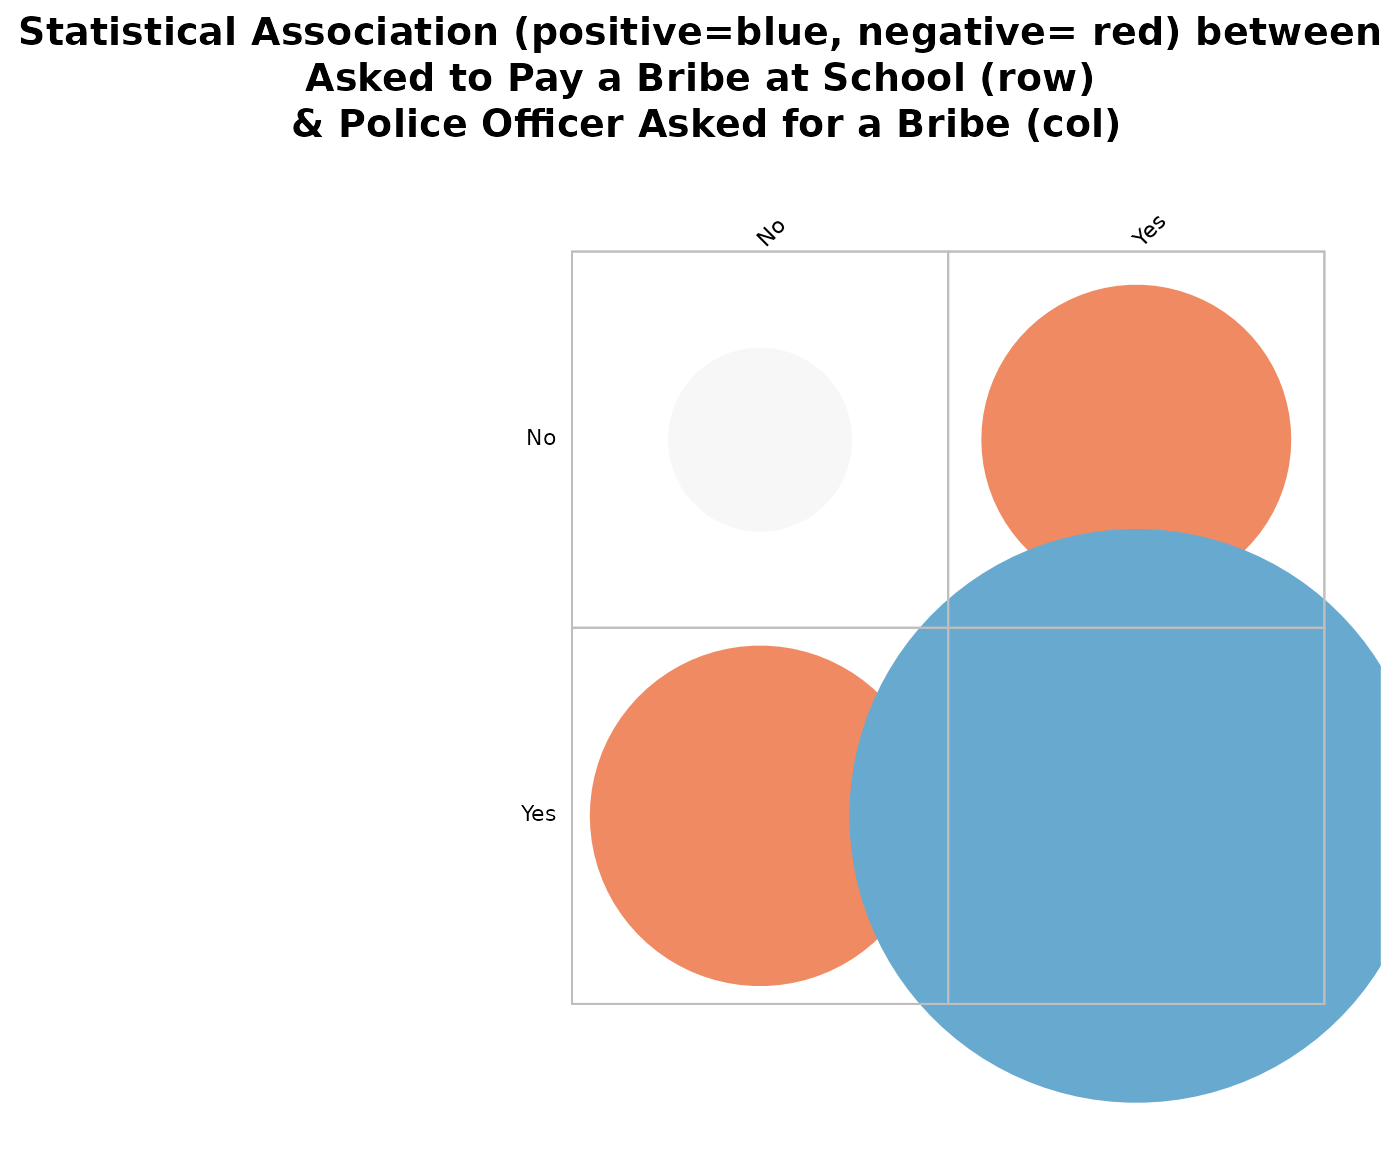 Statistical Association (positive=blue, negative= red) between
Asked to Pay a Bribe at School (row)
& Police Officer Asked for a Bribe (col)
No
Yes
No
Yes